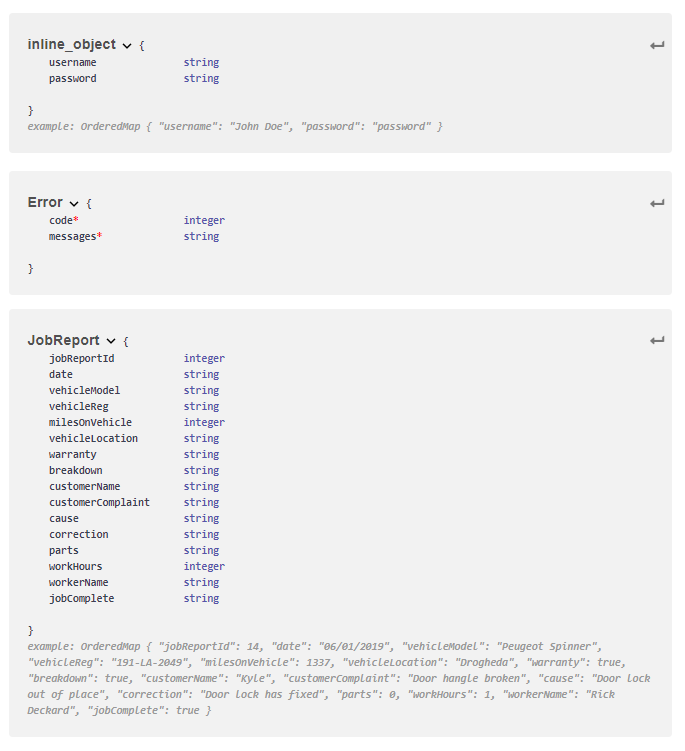 inline_object {
username string
password string
}
example: OrderedMap { "username": "John Doe", "password": "password" }
Error {
code* integer
messages* string
}
JobReport {
jobReportId integer
date string
vehicleModel string
vehicleReg string
milesOnVehicle integer
vehicleLocation string
warranty string
breakdown string
customerName string
customerComplaint string
cause string
correction string
parts string
workHours integer
workerName string
jobComplete string
}
example: OrderedMap { "jobReportId": 14, "date": "06/01/2019", "vehicleModel": "Peugeot Spinner",
"vehicleReg": "191-LA-2049", "milesOnVehicle": 1337, "vehicleLocation": "Drogheda", "warranty": true,
"breakdown": true, "customerName": "Kyle", "customerComplaint": "Door hangle broken", "cause": "Door lock
out of place", "correction": "Door lock has fixed", "parts": 0, "workHours": 1, "workerName": "Rick
Deckard", "jobComplete": true }